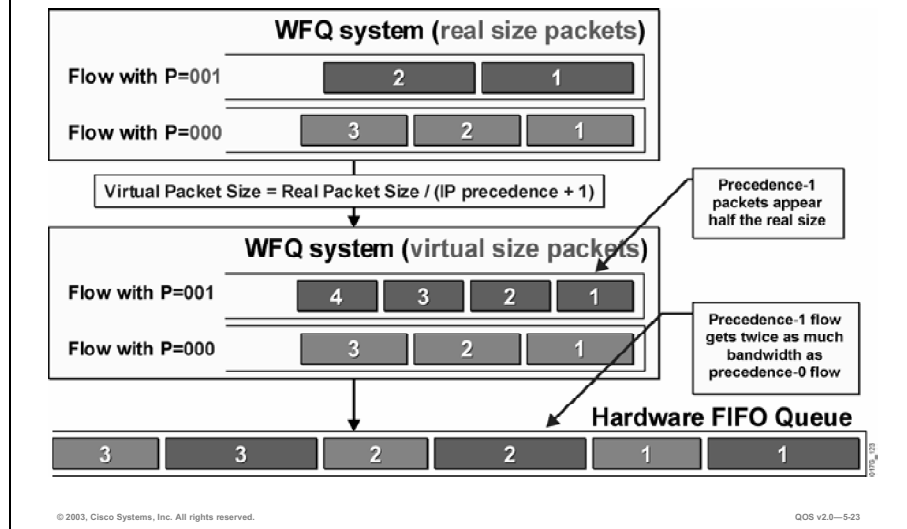 WFQ system (real size packets)
Flow with P=001
2 1
Flow with P=000
3 2 1
Virtual Packet Size = Real Packet Size / (IP precedence + 1)
Precedence-1
packets appear
half the real size
WFQ system (virtual size packets)
Flow with P=001
4 3 2 1
Flow with P=000
3 2 1
Precedence-1 flow
gets twice as much
bandwidth as
precedence-0 flow
Hardware FIFO Queue
3 3 2 2 1 1
017G_123
© 2003, Cisco Systems, Inc. All rights reserved.
QOS v2.0—5-23